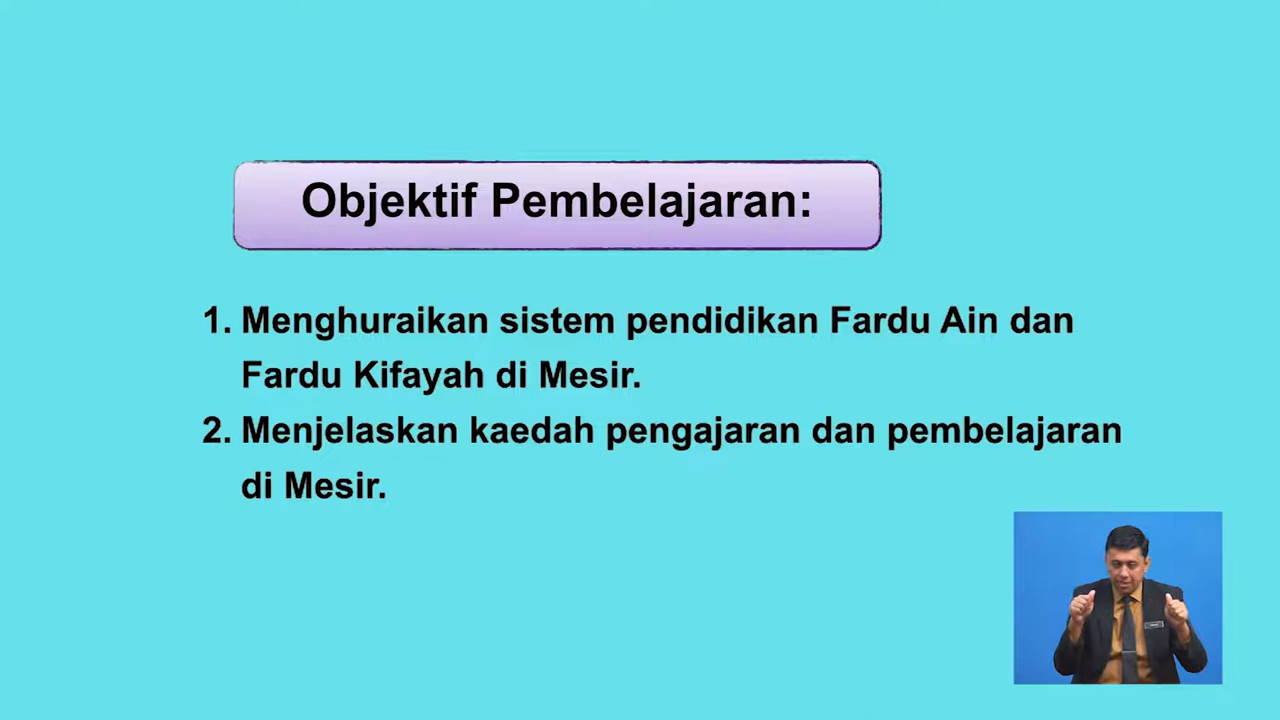 Objektif Pembelajaran:
1. Menghuraikan sistem pendidikan Fardu Ain dan
Fardu Kifayah di Mesir.
2. Menjelaskan kaedah pengajaran dan pembelajaran
di Mesir.